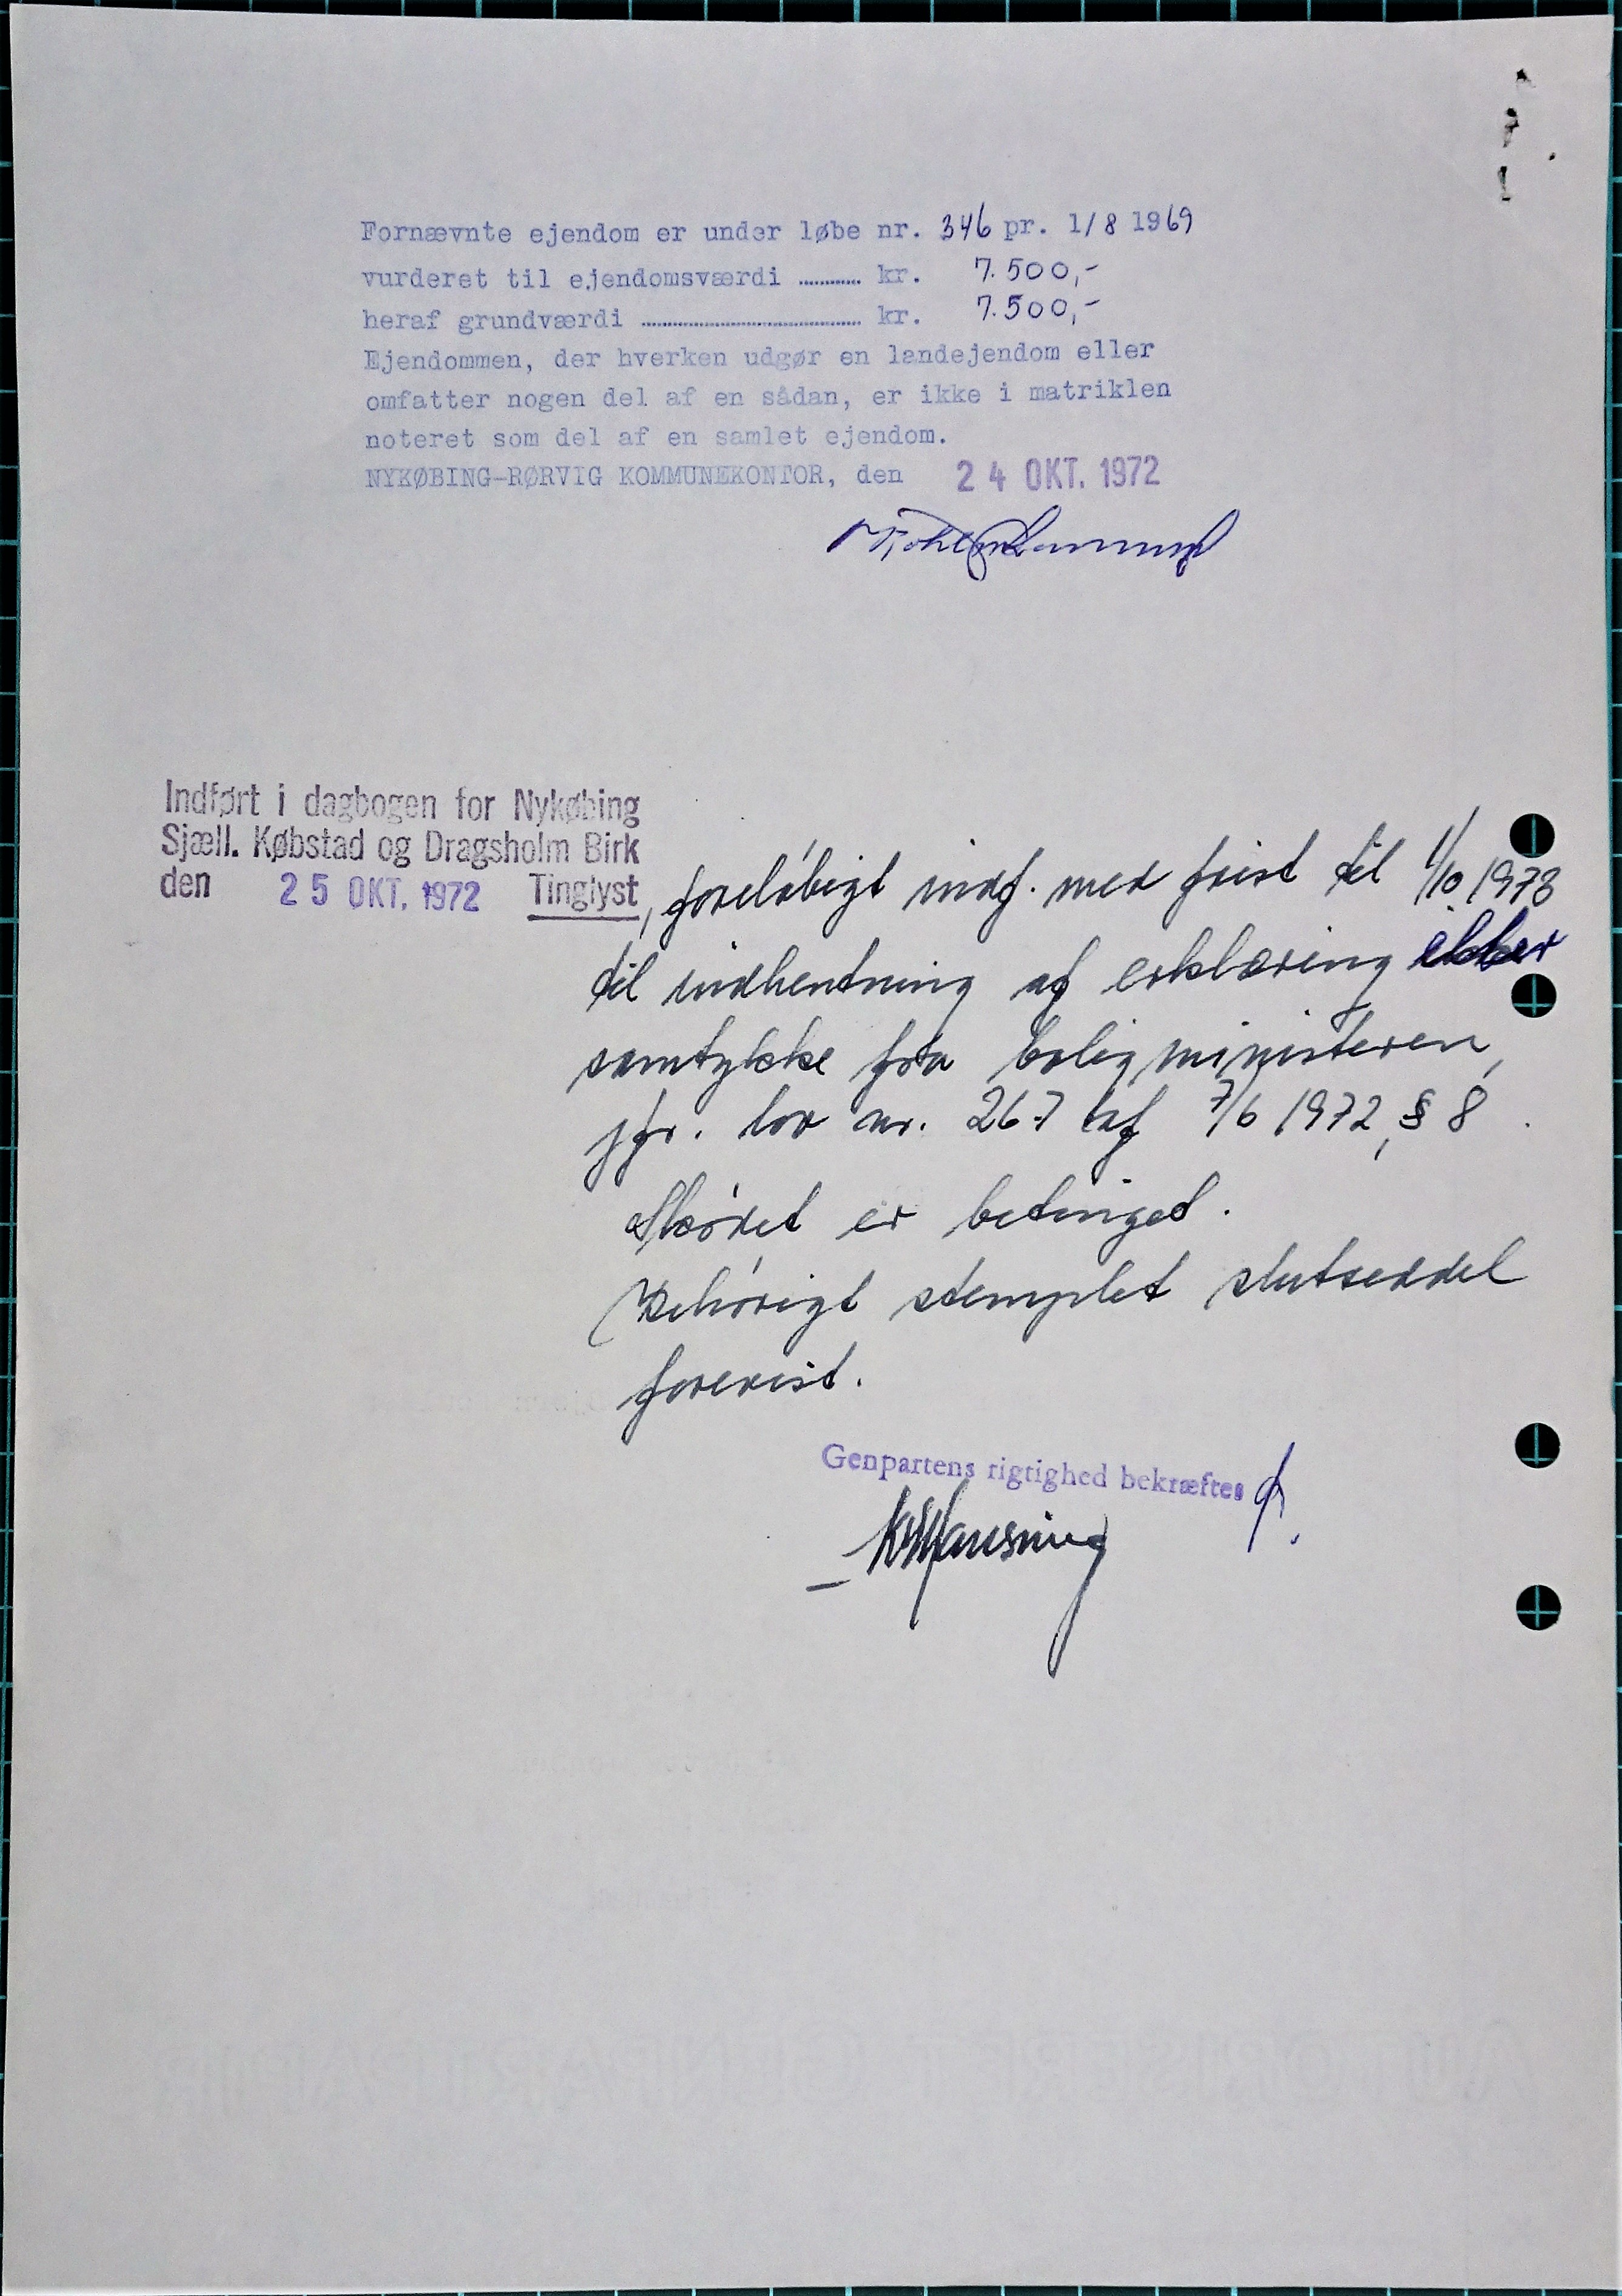 Fornævnte ejendom er under løbe nr. 346 pr. 1/8 1969
vurderet til ejendomsværdi ........... kr. 7.500,-
heraf grundværdi ........... kr. 7.500,-
Ejendommen, der hverken udgør en landejendom eller
omfatter nogen del af en sådan, er ikke i matriklen
noteret som del af en samlet ejendom.
NYKØBING-RØRVIG KOMMUNEKONTOR, den 24 OKT. 1972
Indført i dagbogen for Nykøbing
Sjæll. Købstad og Dragsholm Birk
den 25 OKT. 1972 Tinglyst, foreløbigt indf. med frist til 1/10 1973
til indhentning af erklæring eller
samtykke fra boligministeren,
jfr. lov nr. 267 af 7/6 1972, § 8
Skødet er betinget.
Behørigt stemplet slutseddel
forevist.
Genpartens rigtighed bekræftes